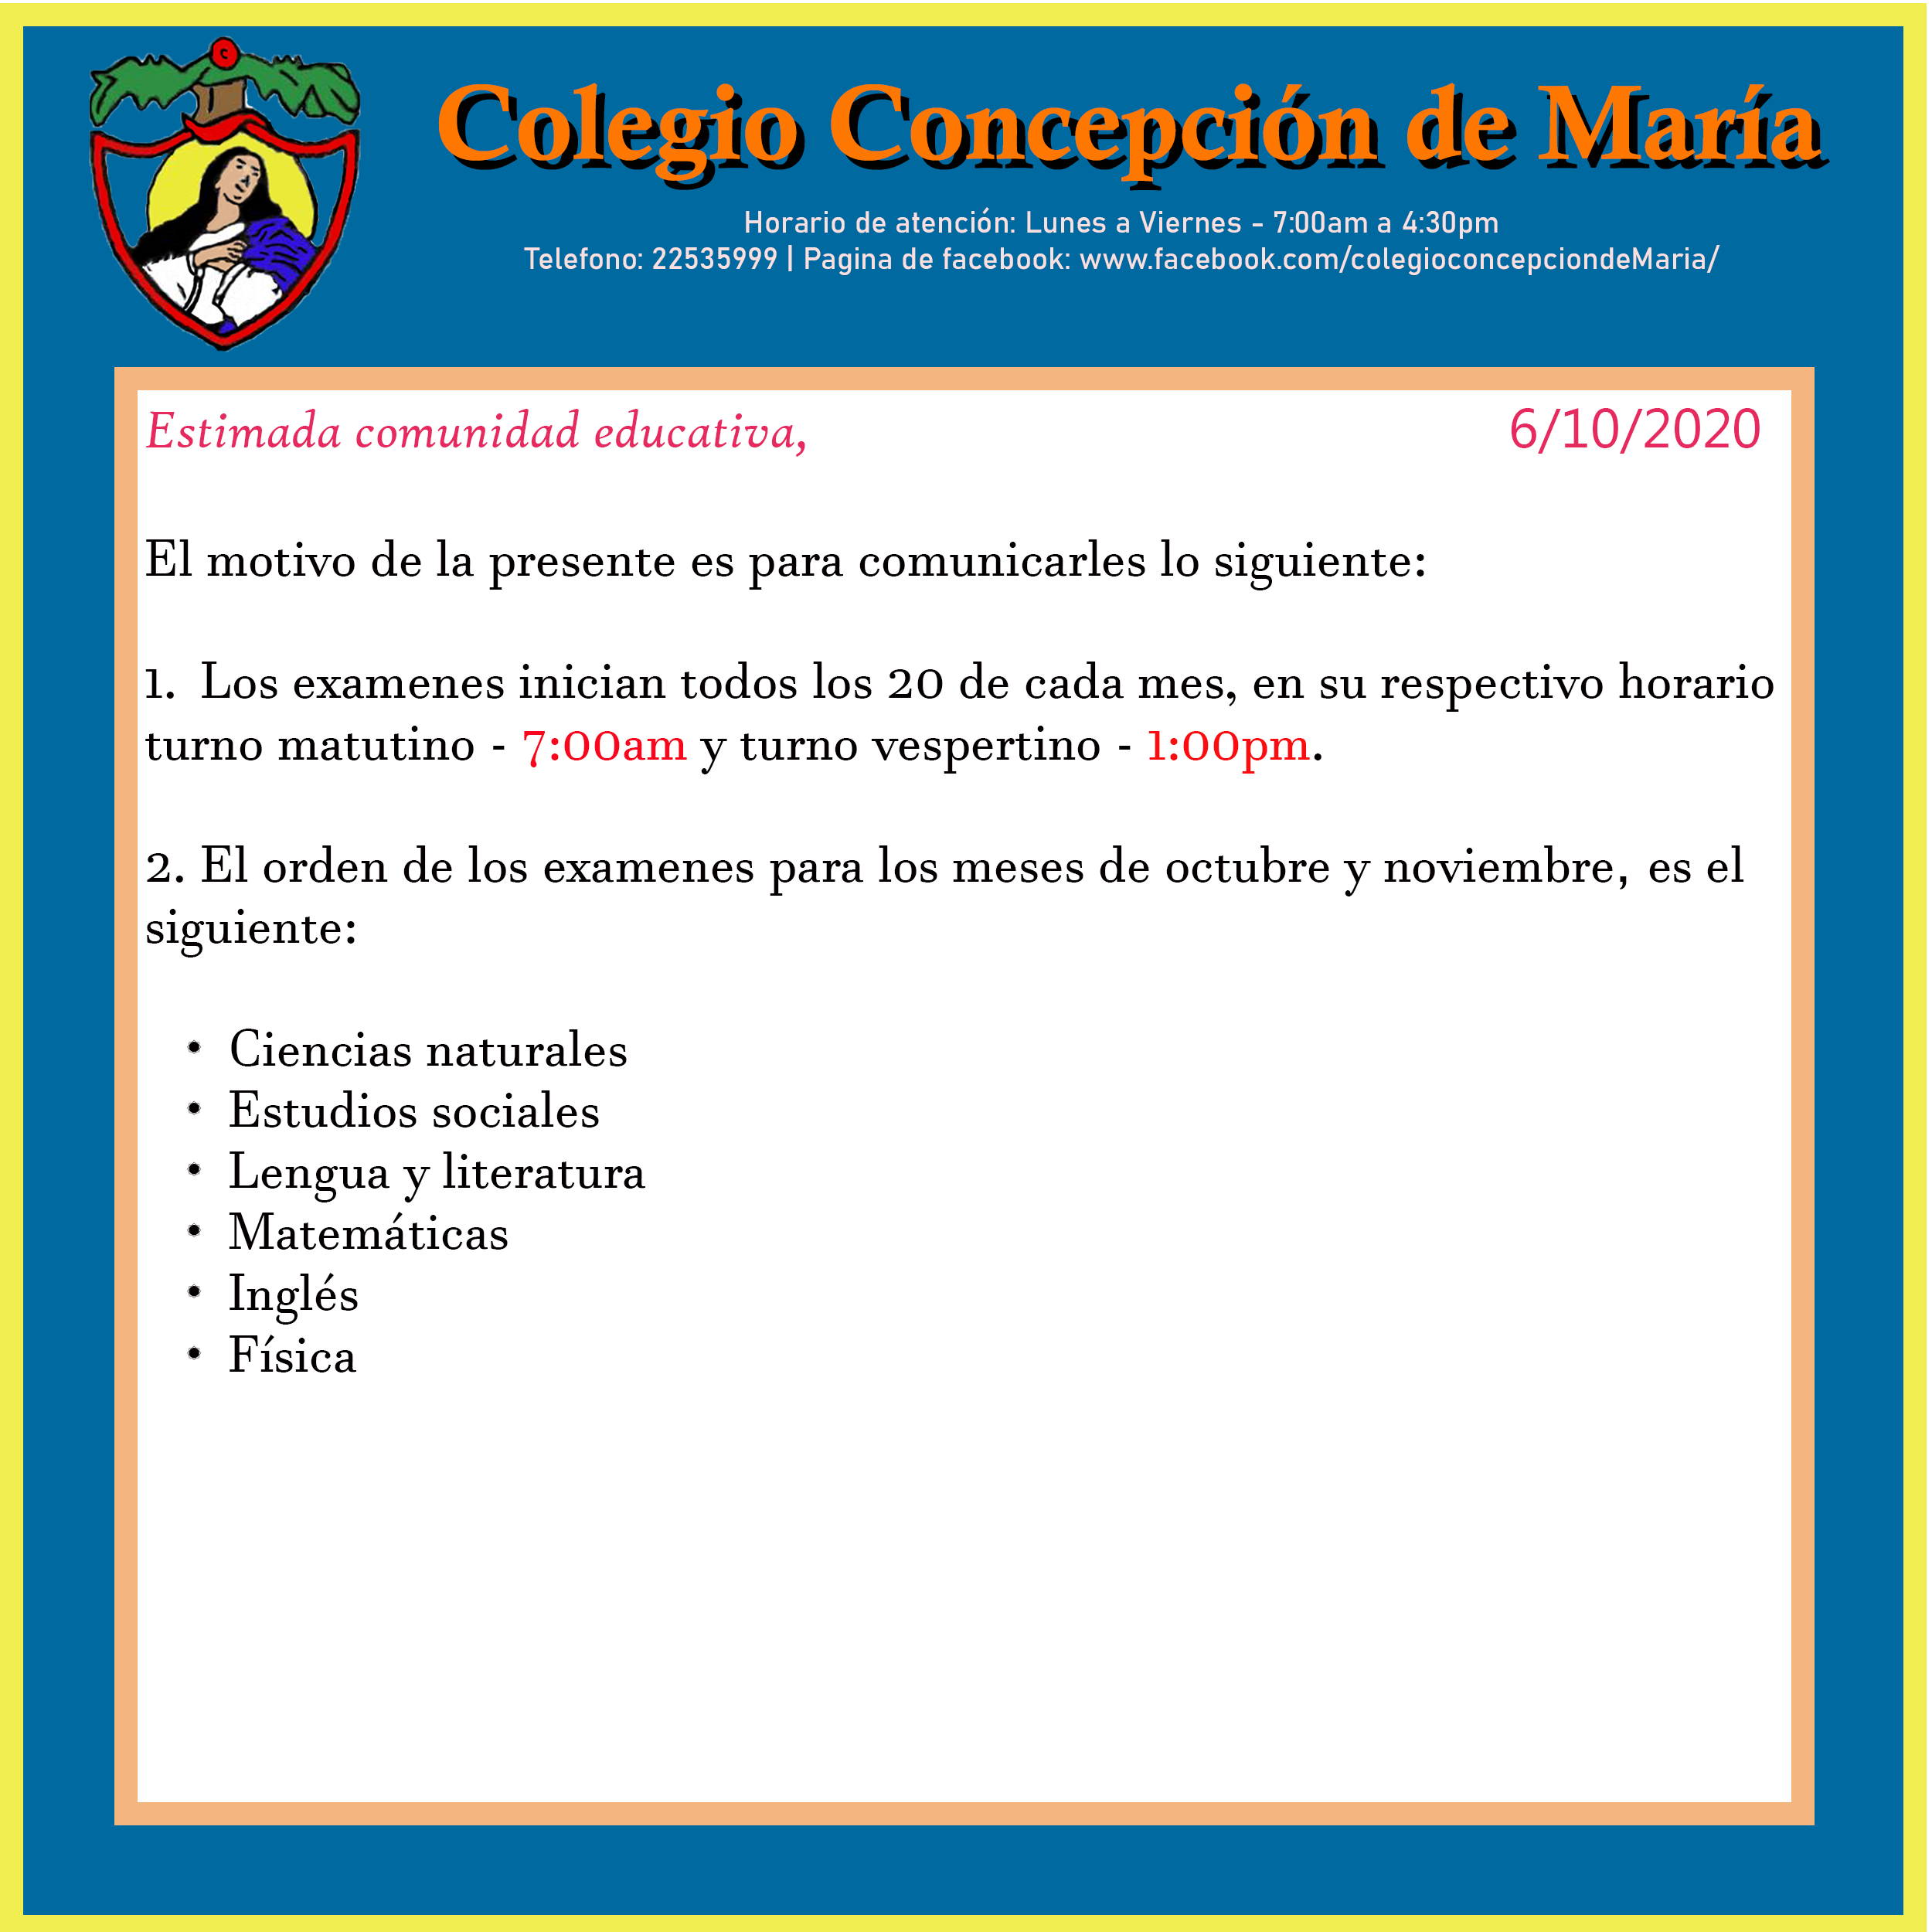 C
Colegio Concepción de María
Horario de atención: Lunes a Viernes - 7:00am a 4:30pm
Telefono: 22535999 | Pagina de facebook: www.facebook.com/colegioconcepciondeMaria/
Estimada comunidad educativa, 6/10/2020
El motivo de la presente es para comunicarles lo siguiente:
1. Los examenes inician todos los 20 de cada mes, en su respectivo horario
turno matutino - 7:00am y turno vespertino - 1:00pm.
2. El orden de los examenes para los meses de octubre y noviembre, es el
siguiente:
• Ciencias naturales
• Estudios sociales
• Lengua y literatura
• Matemáticas
• Inglés
• Física